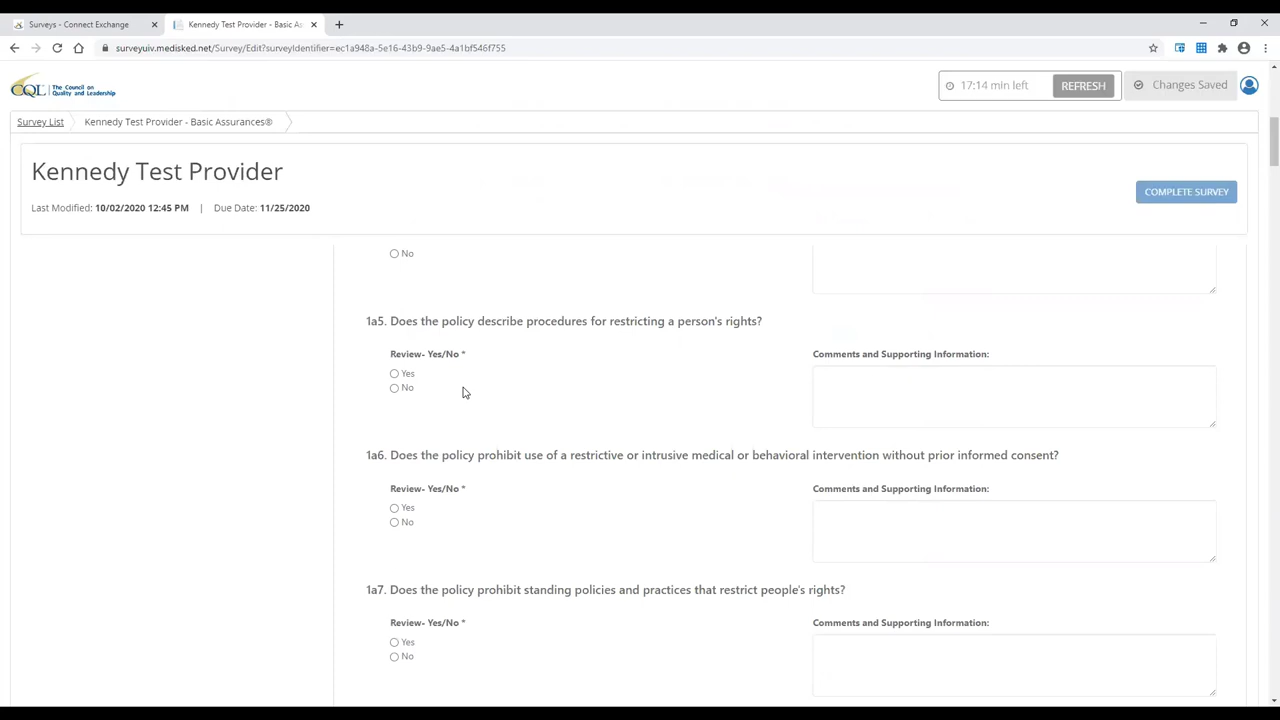 Surveys - Connect Exchange
Kennedy Test Provider - Basic As
surveyuiv.medisked.net/Survey/Edit?surveyIdentifier=ec1a948a-5e16-43b9-9ae5-4a1bf546f755
CQL The Council on
Quality and Leadership
17:14 min left
REFRESH
Changes Saved
Survey List
Kennedy Test Provider - Basic Assurances®
Kennedy Test Provider
COMPLETE SURVEY
Last Modified: 10/02/2020 12:45 PM | Due Date: 11/25/2020
No
1a5. Does the policy describe procedures for restricting a person's rights?
Review- Yes/No *
Comments and Supporting Information:
Yes
No
1a6. Does the policy prohibit use of a restrictive or intrusive medical or behavioral intervention without prior informed consent?
Review- Yes/No *
Comments and Supporting Information:
Yes
No
1a7. Does the policy prohibit standing policies and practices that restrict people's rights?
Review- Yes/No *
Comments and Supporting Information:
Yes
No